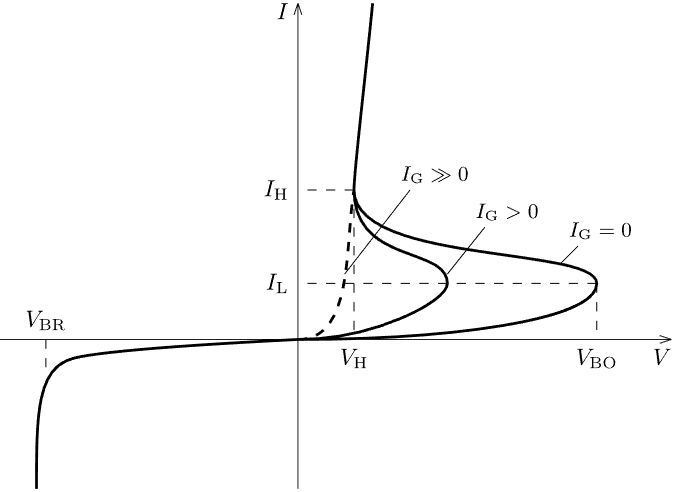 I
I_G ≫ 0
I_H
I_G > 0
I_G = 0
I_L
V_BR
V_H
V_BO
V